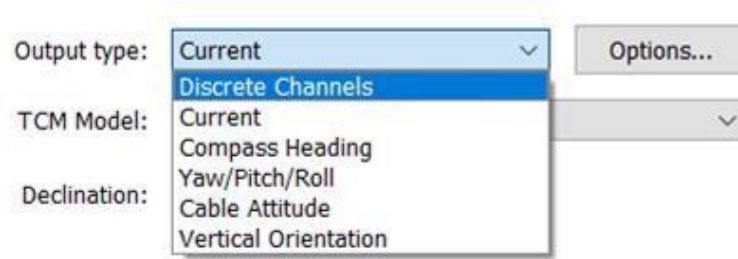 Output type: Current Options...
Discrete Channels
TCM Model: Current
Compass Heading
Declination: Yaw/Pitch/Roll
Cable Attitude
Vertical Orientation